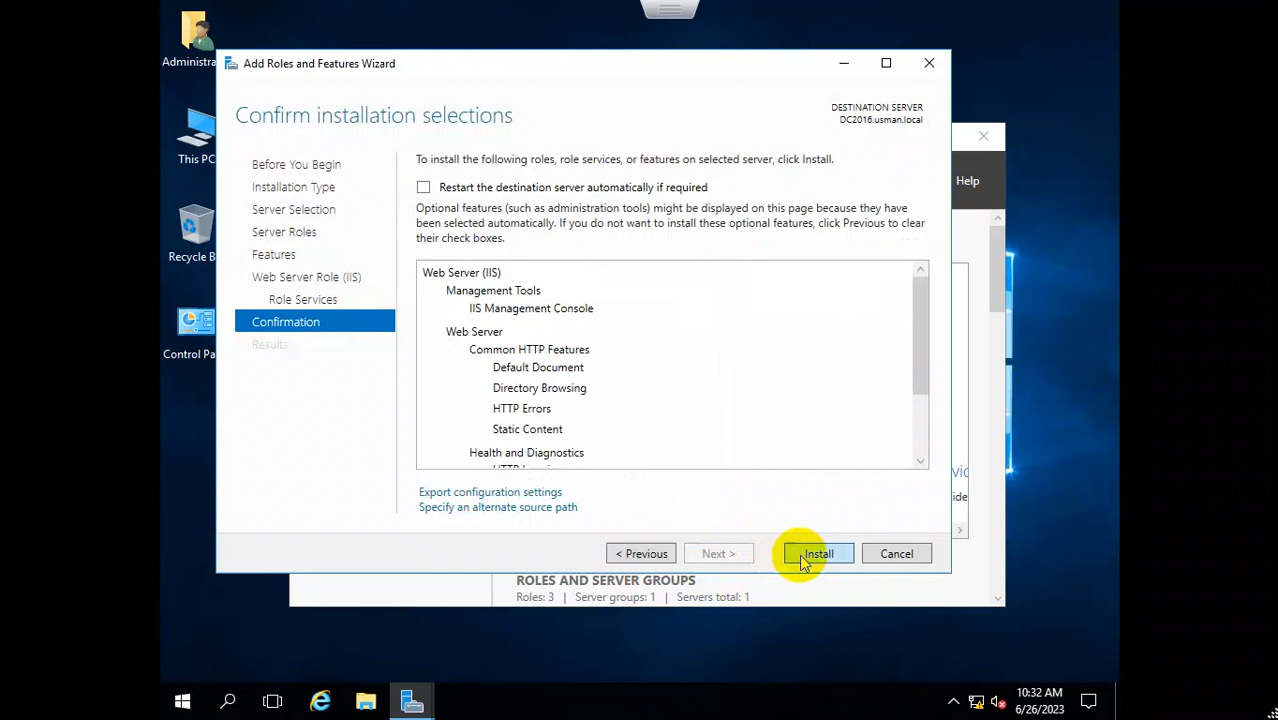 Administra
This PC
Recycle B
Control Pa
Add Roles and Features Wizard
Confirm installation selections
DESTINATION SERVER
DC2016.usman.local
Before You Begin
Installation Type
Server Selection
Server Roles
Features
Web Server Role (IIS)
Role Services
Confirmation
Results
To install the following roles, role services, or features on selected server, click Install.
Restart the destination server automatically if required
Optional features (such as administration tools) might be displayed on this page because they have
been selected automatically. If you do not want to install these optional features, click Previous to clear
their check boxes.
Web Server (IIS)
Management Tools
IIS Management Console
Web Server
Common HTTP Features
Default Document
Directory Browsing
HTTP Errors
Static Content
Health and Diagnostics
Export configuration settings
Specify an alternate source path
< Previous
Next >
Install
Cancel
Help
ROLES AND SERVER GROUPS
Roles: 3 | Server groups: 1 | Servers total: 1
10:32 AM
6/26/2023